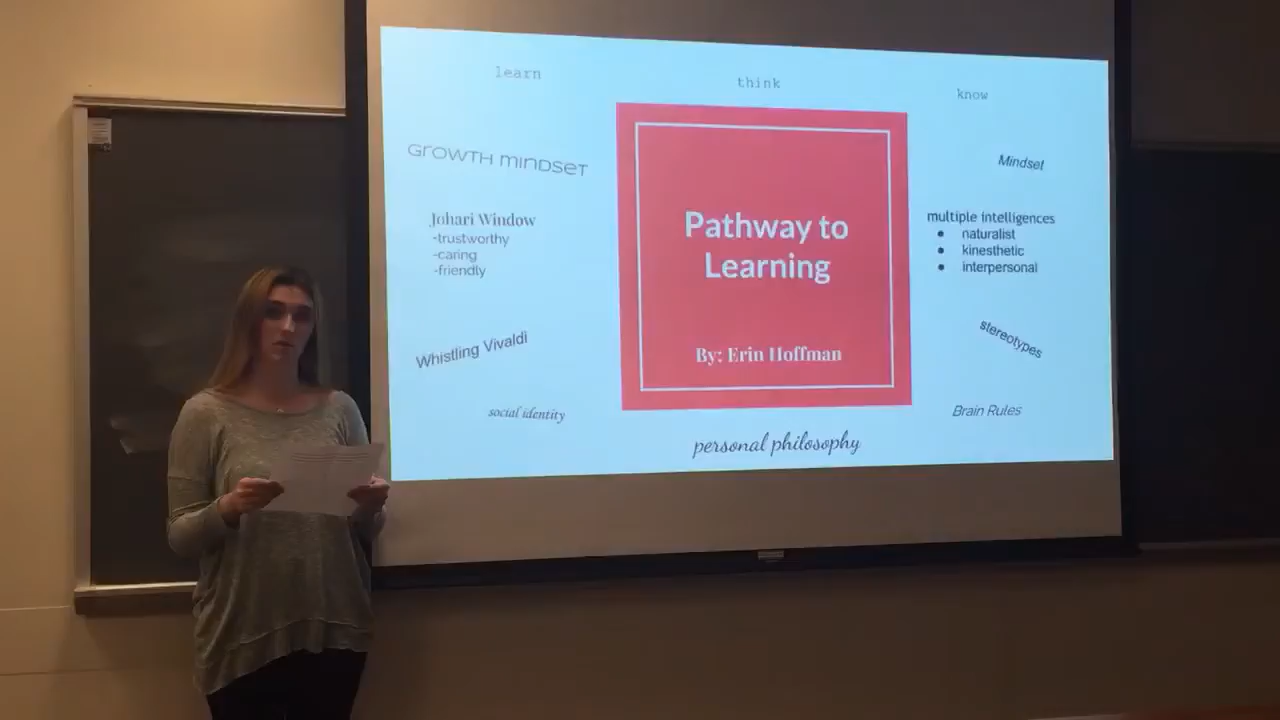 learn
think
know
Growth Mindset
Mindset
Johari Window
-trustworthy
-caring
-friendly
Pathway to
Learning
By: Erin Hoffman
multiple intelligences
● naturalist
● kinesthetic
● interpersonal
Whistling Vivaldi
stereotypes
social identity
Brain Rules
personal philosophy